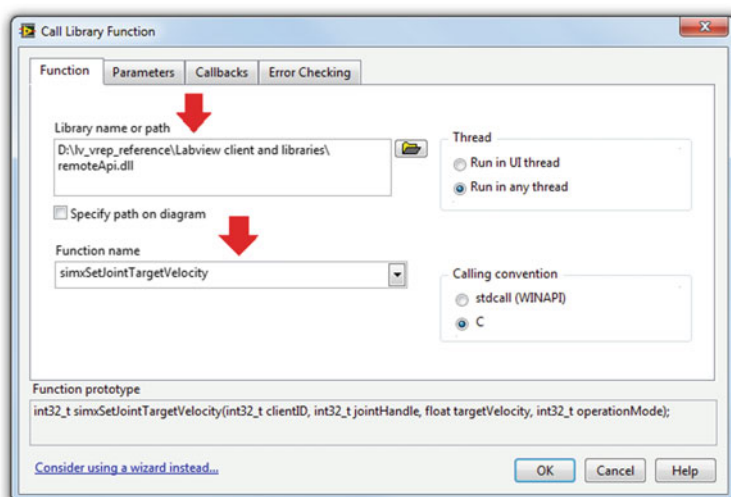 Call Library Function
Function
Parameters
Callbacks
Error Checking
Library name or path
D:\lv_vrep_reference\Labview client and libraries\
remoteApi.dll
Specify path on diagram
Function name
simxSetJointTargetVelocity
Thread
Run in UI thread
Run in any thread
Calling convention
stdcall (WINAPI)
C
Function prototype
int32_t simxSetJointTargetVelocity(int32_t clientID, int32_t jointHandle, float targetVelocity, int32_t operationMode);
Consider using a wizard instead...
OK
Cancel
Help